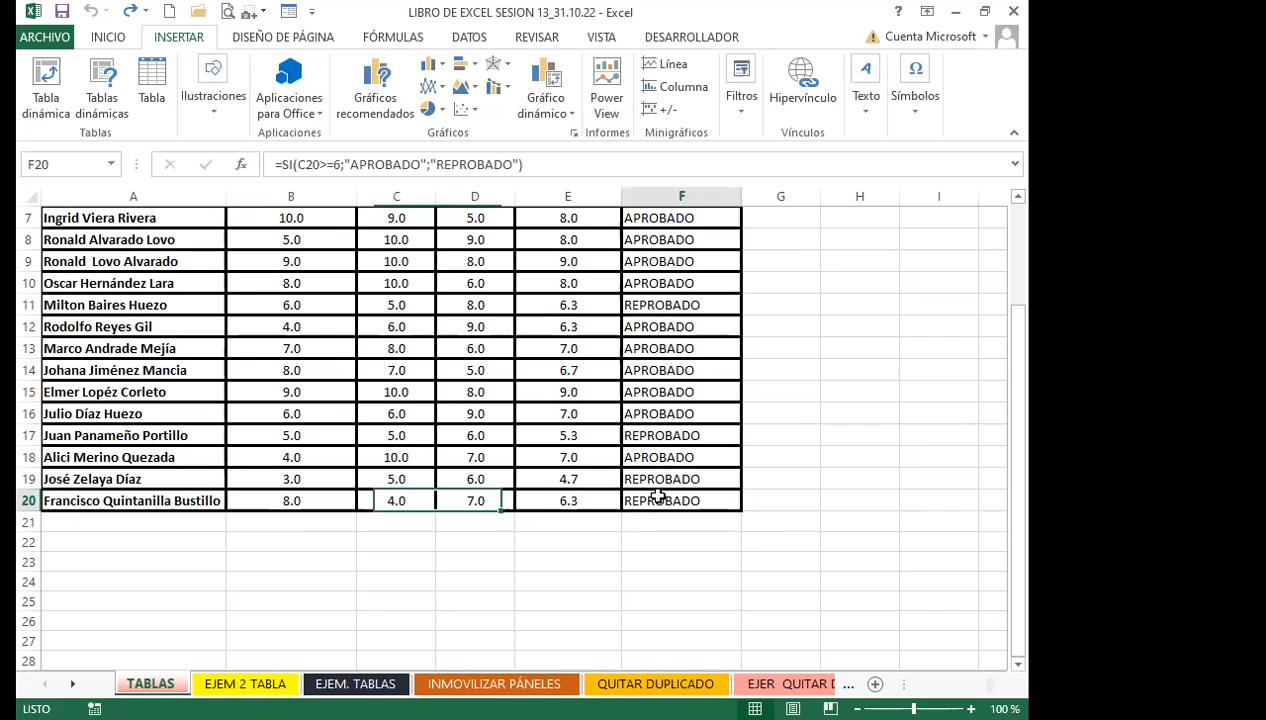 LIBRO DE EXCEL SESION 13_31.10.22 - Excel
?
ARCHIVO INICIO INSERTAR DISEÑO DE PÁGINA FÓRMULAS DATOS REVISAR VISTA DESARROLLADOR Cuenta Microsoft
Tabla dinámica
Tablas dinámicas
Tabla
Tablas
Ilustraciones
Aplicaciones para Office
Aplicaciones
Gráficos recomendados
Gráfico dinámico
Gráficos
Power View
Informes
Línea
Columna
+/-
Minigráficos
Filtros
Hipervínculo
Vínculos
Texto
Símbolos
F20 fx =SI(C20>=6;"APROBADO";"REPROBADO")
A B C D E F G H I
7 Ingrid Viera Rivera 10.0 9.0 5.0 8.0 APROBADO
8 Ronald Alvarado Lovo 5.0 10.0 9.0 8.0 APROBADO
9 Ronald Lovo Alvarado 9.0 10.0 8.0 9.0 APROBADO
10 Oscar Hernández Lara 8.0 10.0 6.0 8.0 APROBADO
11 Milton Baires Huezo 6.0 5.0 8.0 6.3 REPROBADO
12 Rodolfo Reyes Gil 4.0 6.0 9.0 6.3 APROBADO
13 Marco Andrade Mejía 7.0 8.0 6.0 7.0 APROBADO
14 Johana Jiménez Mancia 8.0 7.0 5.0 6.7 APROBADO
15 Elmer Lopéz Corleto 9.0 10.0 8.0 9.0 APROBADO
16 Julio Díaz Huezo 6.0 6.0 9.0 7.0 APROBADO
17 Juan Panameño Portillo 5.0 5.0 6.0 5.3 REPROBADO
18 Alici Merino Quezada 4.0 10.0 7.0 7.0 APROBADO
19 José Zelaya Díaz 3.0 5.0 6.0 4.7 REPROBADO
20 Francisco Quintanilla Bustillo 8.0 4.0 7.0 6.3 REPROBADO
21
22
23
24
25
26
27
28
TABLAS EJEM 2 TABLA EJEM. TABLAS INMOVILIZAR PÁNELES QUITAR DUPLICADO EJER QUITAR D ...
LISTO 100 %